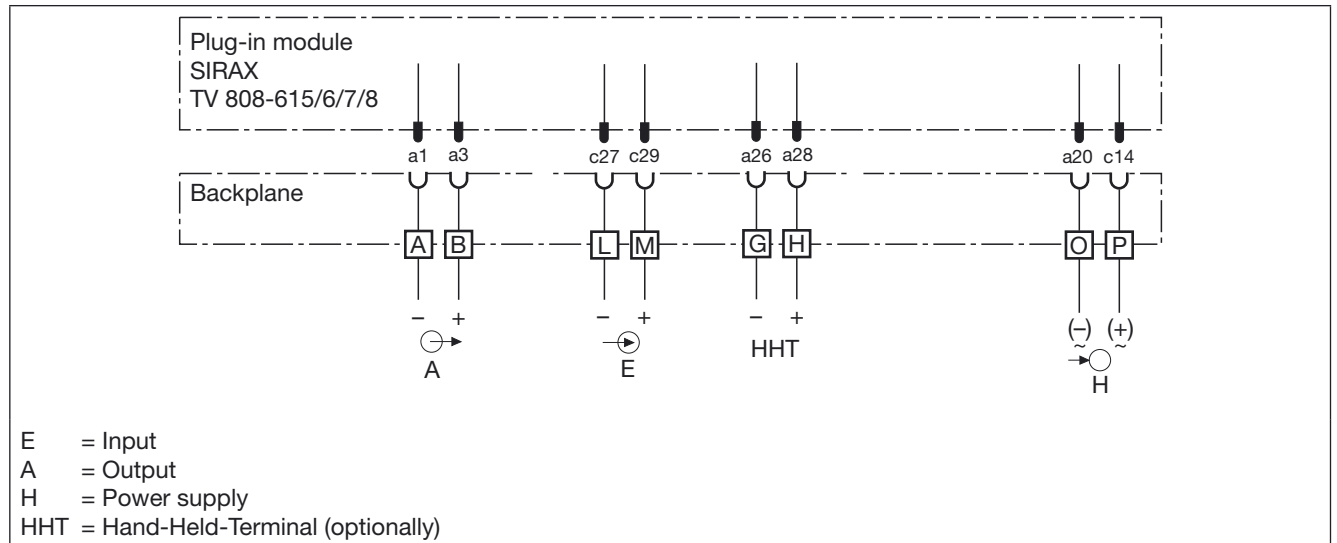 Plug-in module
SIRAX
TV 808-615/6/7/8
a1 a3 c27 c29 a26 a28 a20 c14
Backplane
A B L M G H O P
− + − + − + (−) (+)
~ ~
HHT
A E H
E = Input
A = Output
H = Power supply
HHT = Hand-Held-Terminal (optionally)